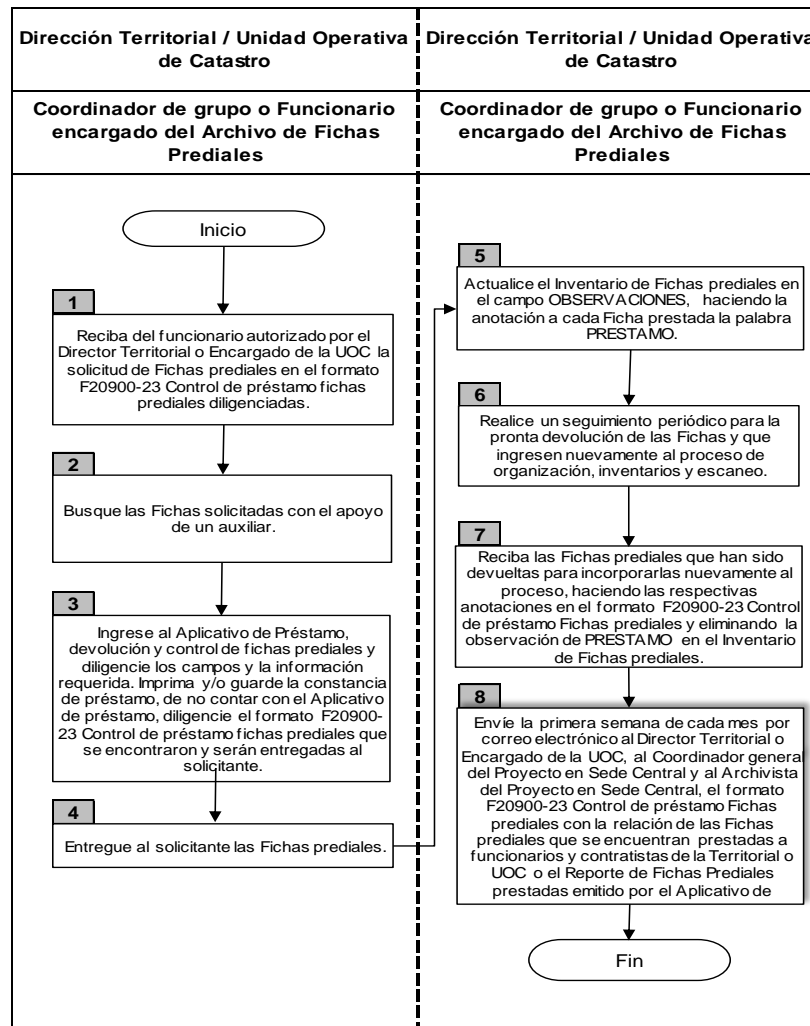 Dirección Territorial / Unidad Operativa
de Catastro
Coordinador de grupo o Funcionario
encargado del Archivo de Fichas
Prediales
Inicio
1
Reciba del funcionario autorizado por el
Director Territorial o Encargado de la UOC la
solicitud de Fichas prediales en el formato
F20900-23 Control de préstamo fichas
prediales diligenciadas.
2
Busque las Fichas solicitadas con el apoyo
de un auxiliar.
3
Ingrese al Aplicativo de Préstamo,
devolución y control de fichas prediales y
diligencie los campos y la información
requerida. Imprima y/o guarde la constancia
de préstamo, de no contar con el Aplicativo
de préstamo, diligencie el formato F20900-
23 Control de préstamo fichas prediales que
se encontraron y serán entregadas al
solicitante.
4
Entregue al solicitante las Fichas prediales.
Dirección Territorial / Unidad Operativa
de Catastro
Coordinador de grupo o Funcionario
encargado del Archivo de Fichas
Prediales
5
Actualice el Inventario de Fichas prediales en
el campo OBSERVACIONES, haciendo la
anotación a cada Ficha prestada la palabra
PRESTAMO.
6
Realice un seguimiento periódico para la
pronta devolución de las Fichas y que
ingresen nuevamente al proceso de
organización, inventarios y escaneo.
7
Reciba las Fichas prediales que han sido
devueltas para incorporarlas nuevamente al
proceso, haciendo las respectivas
anotaciones en el formato F20900-23 Control
de préstamo Fichas prediales y eliminando la
observación de PRESTAMO en el Inventario
de Fichas prediales.
8
Envíe la primera semana de cada mes por
correo electrónico al Director Territorial o
Encargado de la UOC, al Coordinador general
del Proyecto en Sede Central y al Archivista
del Proyecto en Sede Central, el formato
F20900-23 Control de préstamo Fichas
prediales con la relación de las Fichas
prediales que se encuentran prestadas a
funcionarios y contratistas de la Territorial o
UOC o el Reporte de Fichas Prediales
prestadas emitido por el Aplicativo de
Fin